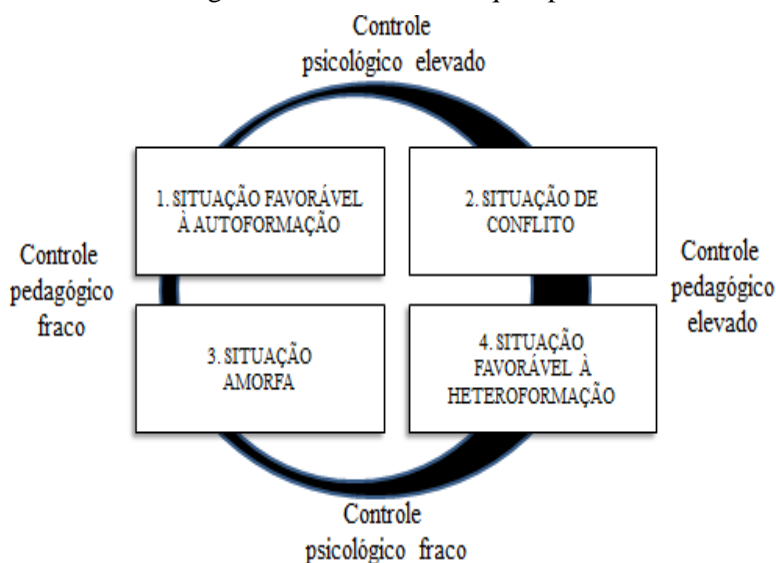 Controle
psicológico elevado
1. SITUAÇÃO FAVORÁVEL
À AUTOFORMAÇÃO
2. SITUAÇÃO DE
CONFLITO
Controle
pedagógico
fraco
Controle
pedagógico
elevado
3. SITUAÇÃO
AMORFA
4. SITUAÇÃO
FAVORÁVEL À
HETEROFORMAÇÃO
Controle
psicológico fraco